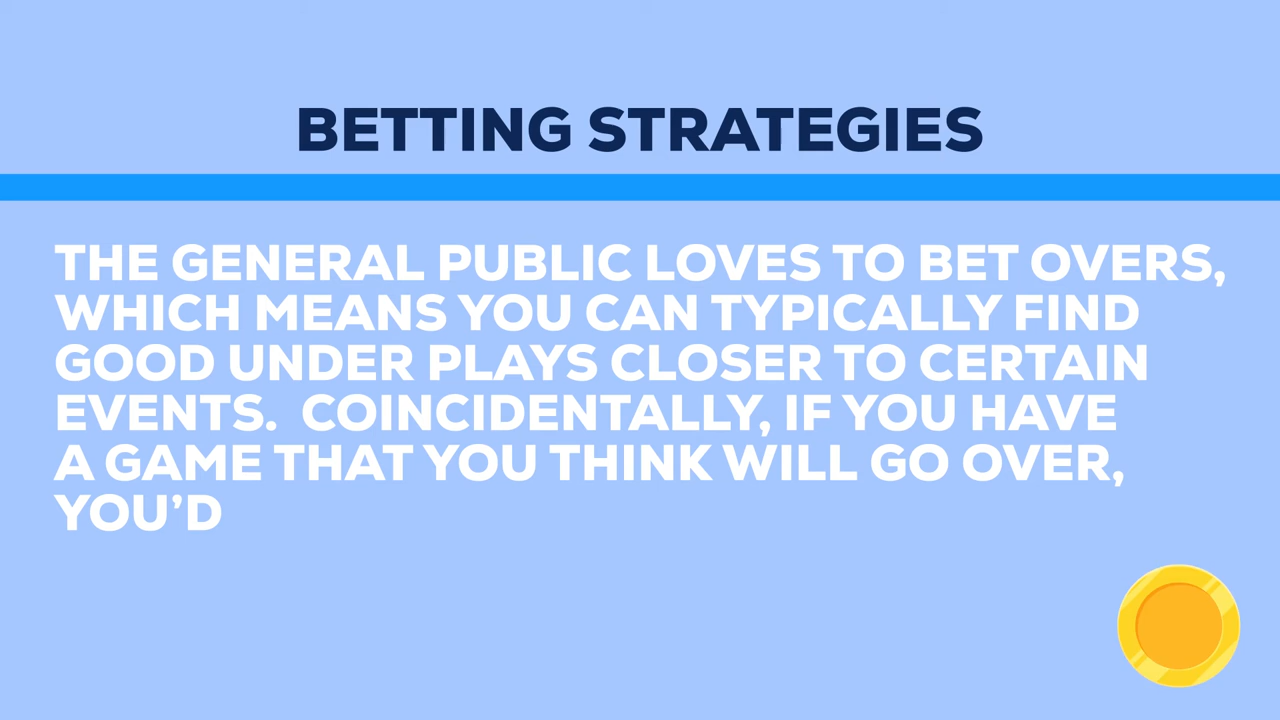 BETTING STRATEGIES
THE GENERAL PUBLIC LOVES TO BET OVERS,
WHICH MEANS YOU CAN TYPICALLY FIND
GOOD UNDER PLAYS CLOSER TO CERTAIN
EVENTS.  COINCIDENTALLY, IF YOU HAVE
A GAME THAT YOU THINK WILL GO OVER,
YOU’D